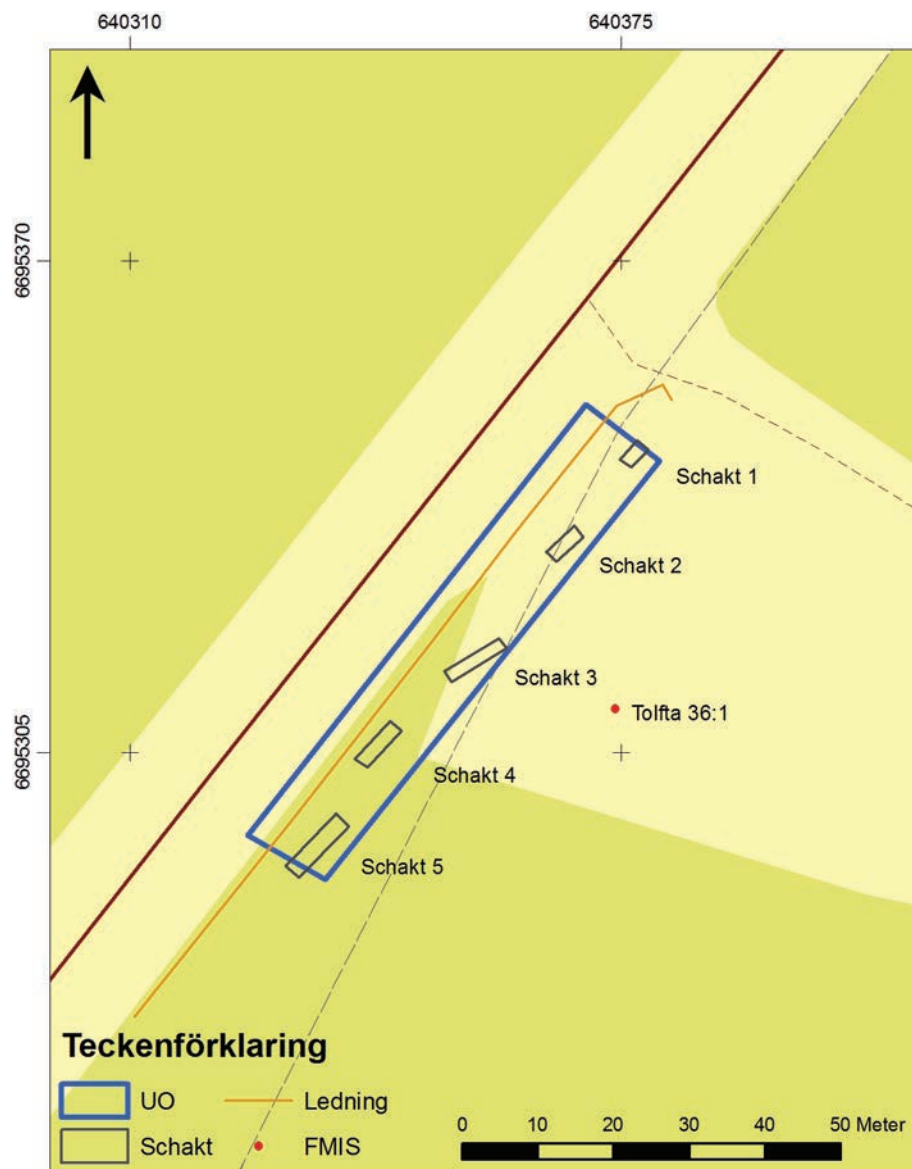 640310 640375
6695370
Schakt 1
Schakt 2
Schakt 3
Tolfta 36:1
6695305
Schakt 4
Schakt 5
Teckenförklaring
UO Ledning
Schakt FMIS
0 10 20 30 40 50 Meter